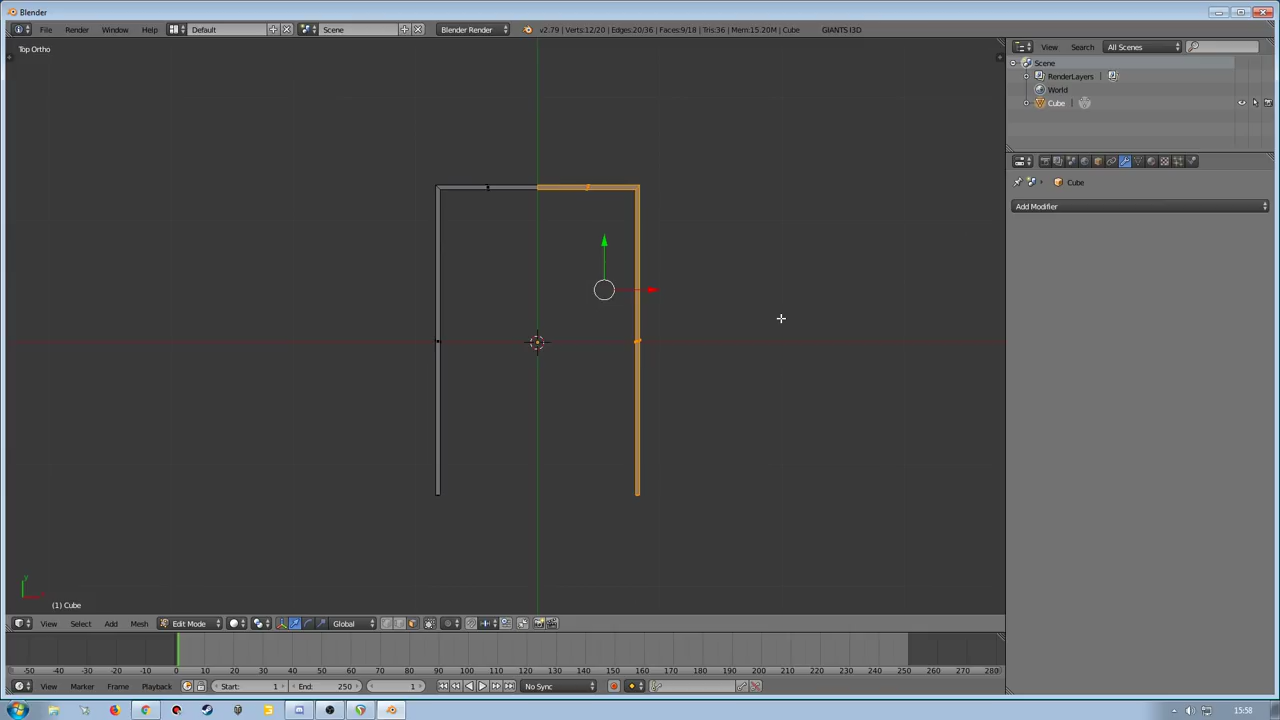 Blender
File Render Window Help Default Scene Blender Render v2.79 | Verts:12/20 | Edges:20/36 | Faces:9/18 | Tris:36 | Mem:15.20M | Cube GIANTS I3D
Top Ortho
View Search All Scenes
Scene
RenderLayers |
World
Cube |
Cube
Add Modifier
y
(1) Cube
View Select Add Mesh Edit Mode Global
-50 -40 -30 -20 -10 0 10 20 30 40 50 60 70 80 90 100 110 120 130 140 150 160 170 180 190 200 210 220 230 240 250 260 270 280
View Marker Frame Playback Start: 1 End: 250 1 No Sync
15:58